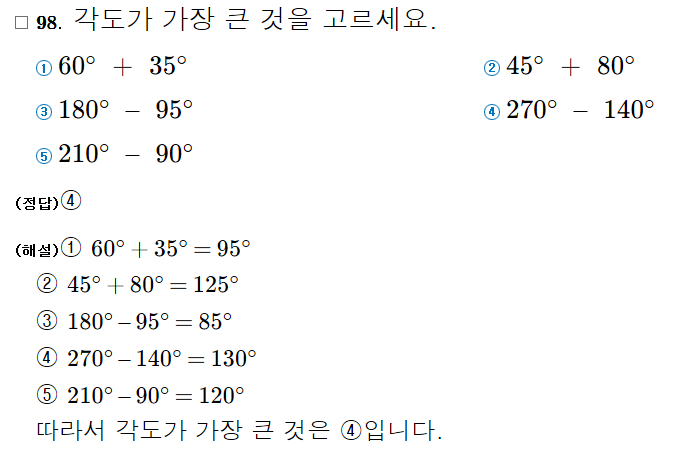 □ 98. 각도가 가장 큰 것을 고르세요.
① 60° + 35° ② 45° + 80°
③ 180° − 95° ④ 270° − 140°
⑤ 210° − 90°
(정답)④
(해설)① 60° + 35° = 95°
② 45° + 80° = 125°
③ 180° − 95° = 85°
④ 270° − 140° = 130°
⑤ 210° − 90° = 120°
따라서 각도가 가장 큰 것은 ④입니다.